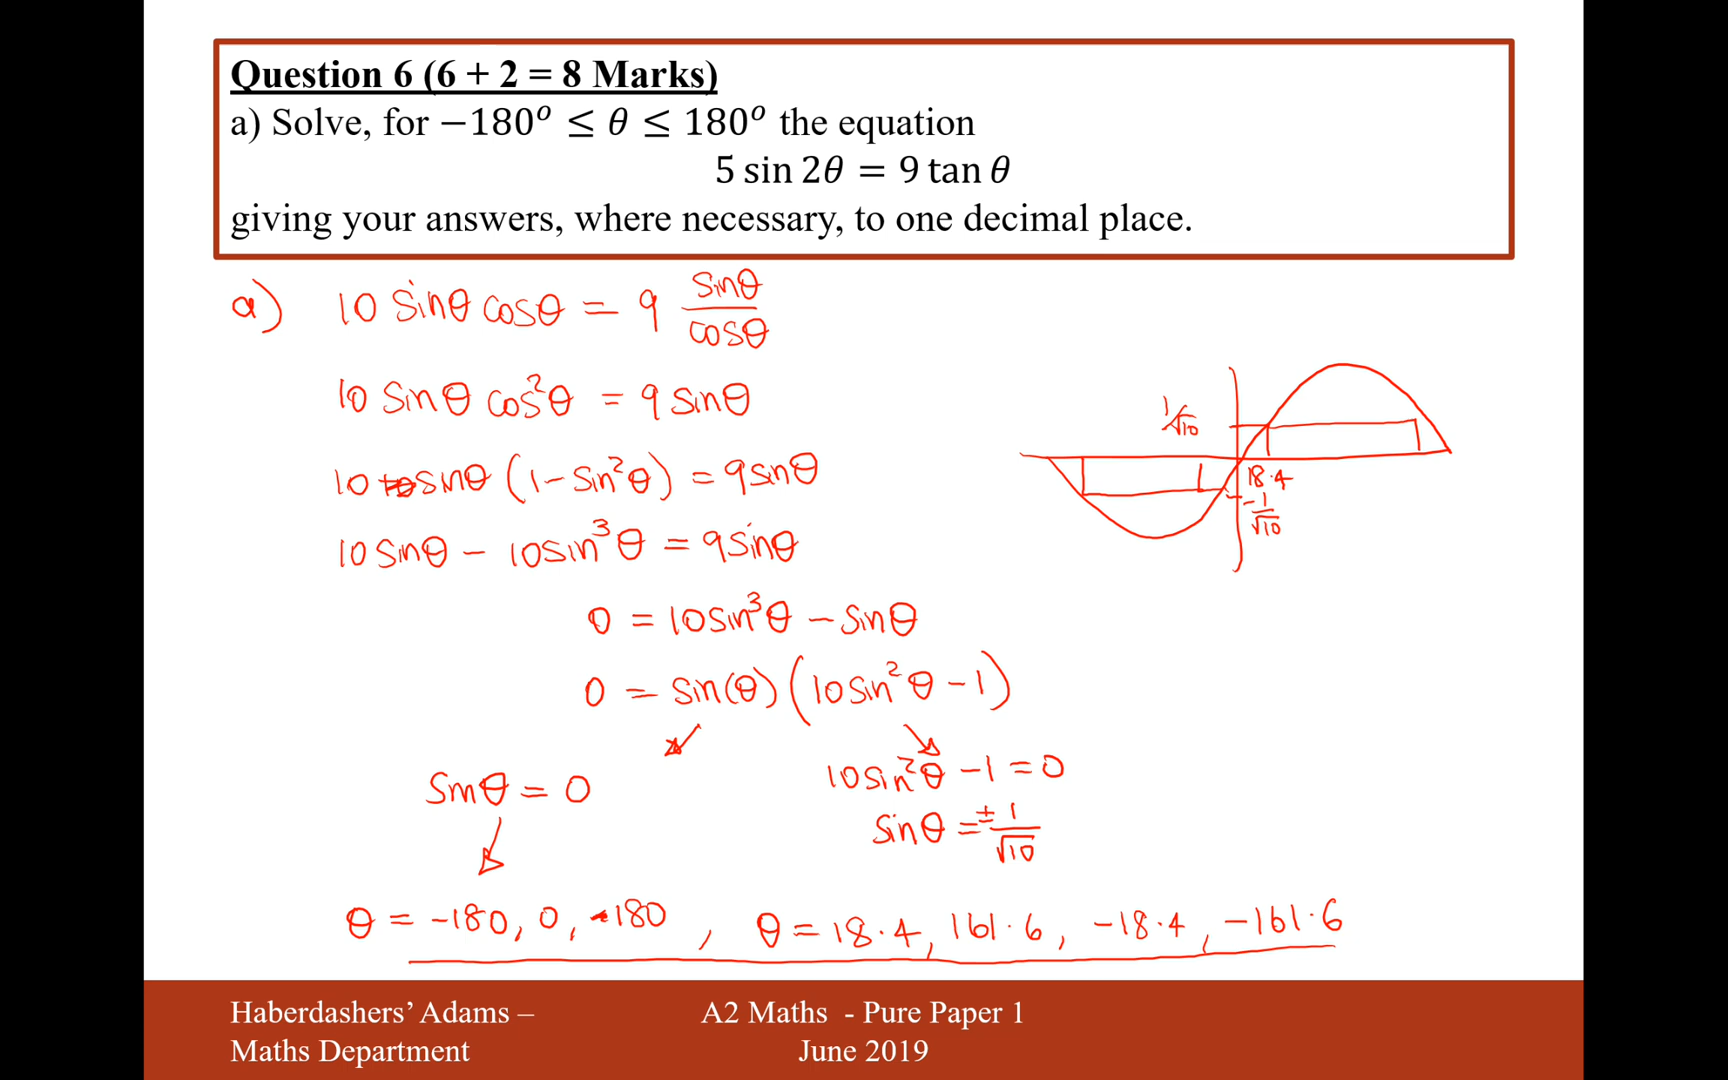 Question 6 (6 + 2 = 8 Marks)
a) Solve, for −180° ≤ θ ≤ 180° the equation
5 sin 2θ = 9 tan θ
giving your answers, where necessary, to one decimal place.
a) 10 sinθ cosθ = 9 sinθ/cosθ
10 sinθ cos²θ = 9 sinθ
10 sinθ (1 − sin²θ) = 9 sinθ
10 sinθ − 10sin³θ = 9sinθ
0 = 10sin³θ − sinθ
0 = sin(θ) (10sin²θ − 1)
sinθ = 0
10sin²θ − 1 = 0
sinθ = ± 1/√10
θ = −180, 0, 180 , θ = 18.4, 161.6, −18.4, −161.6
1/√10
18.4
−1/√10
Haberdashers’ Adams –
Maths Department
A2 Maths - Pure Paper 1
June 2019